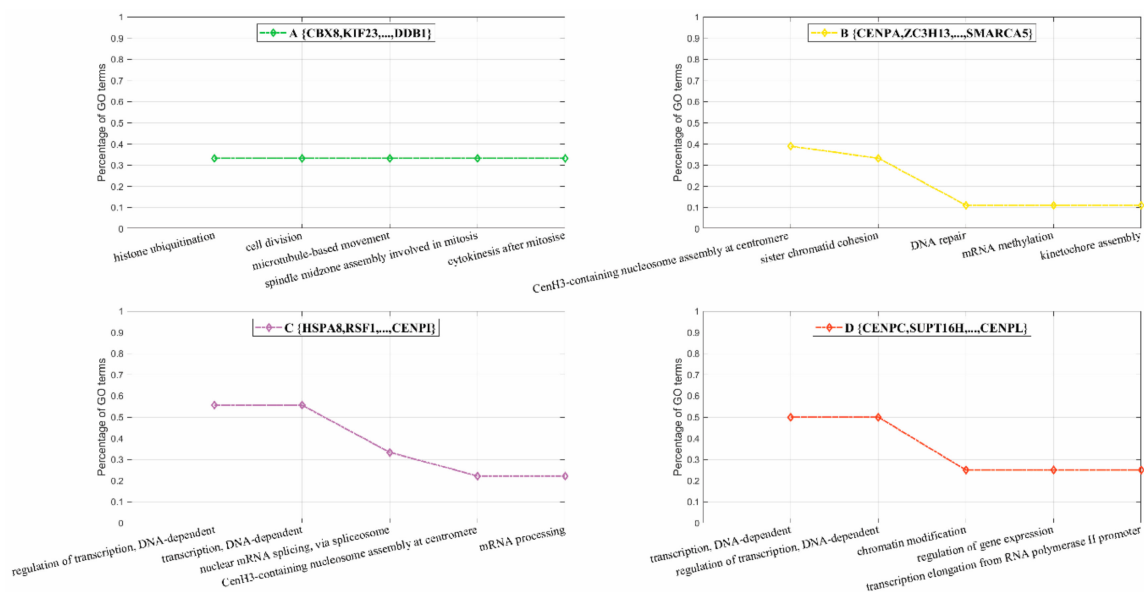 A {CBX8,KIF23,...,DDB1}
Percentage of GO terms
1
0.9
0.8
0.7
0.6
0.5
0.4
0.3
0.2
0.1
0
histone ubiquitination
cell division
microtubule-based movement
spindle midzone assembly involved in mitosis
cytokinesis after mitosise
B {CENPA,ZC3H13,...,SMARCA5}
Percentage of GO terms
1
0.9
0.8
0.7
0.6
0.5
0.4
0.3
0.2
0.1
0
CenH3-containing nucleosome assembly at centromere
sister chromatid cohesion
DNA repair
mRNA methylation
kinetochore assembly
C {HSPA8,RSF1,...,CENPI}
Percentage of GO terms
1
0.9
0.8
0.7
0.6
0.5
0.4
0.3
0.2
0.1
0
regulation of transcription, DNA-dependent
transcription, DNA-dependent
nuclear mRNA splicing, via spliceosome
CenH3-containing nucleosome assembly at centromere
mRNA processing
D {CENPC,SUPT16H,...,CENPL}
Percentage of GO terms
1
0.9
0.8
0.7
0.6
0.5
0.4
0.3
0.2
0.1
0
transcription, DNA-dependent
regulation of transcription, DNA-dependent
chromatin modification
regulation of gene expression
transcription elongation from RNA polymerase II promoter